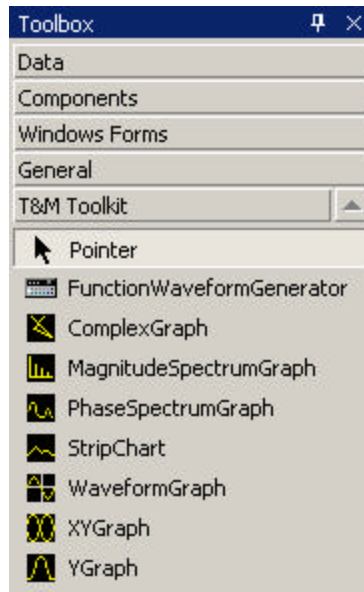 Toolbox
Data
Components
Windows Forms
General
T&M Toolkit
Pointer
FunctionWaveformGenerator
ComplexGraph
MagnitudeSpectrumGraph
PhaseSpectrumGraph
StripChart
WaveformGraph
XYGraph
YGraph